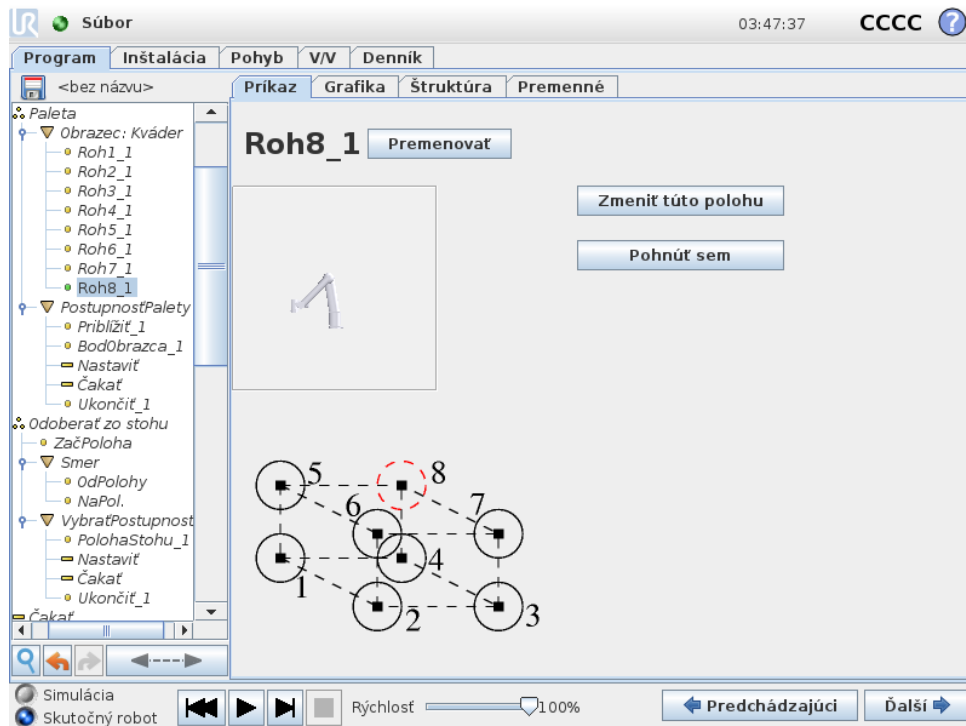 UR Súbor 03:47:37 CCCC ?
Program Inštalácia Pohyb V/V Denník
<bez názvu> Príkaz Grafika Štruktúra Premenné
Paleta
Obrazec: Kváder
Roh1_1
Roh2_1
Roh3_1
Roh4_1
Roh5_1
Roh6_1
Roh7_1
Roh8_1
PostupnosťPalety
Priblížiť_1
BodObrazca_1
Nastaviť
Čakať
Ukončiť_1
Odoberať zo stohu
ZačPoloha
Smer
OdPolohy
NaPol.
VybraťPostupnost
PolohaStohu_1
Nastaviť
Čakať
Ukončiť_1
Čakať
Roh8_1 Premenovať
Zmeniť túto polohu
Pohnúť sem
5 8
6 7
1 4
2 3
Simulácia
Skutočný robot
Rýchlosť 100%
Predchádzajúci Ďalší